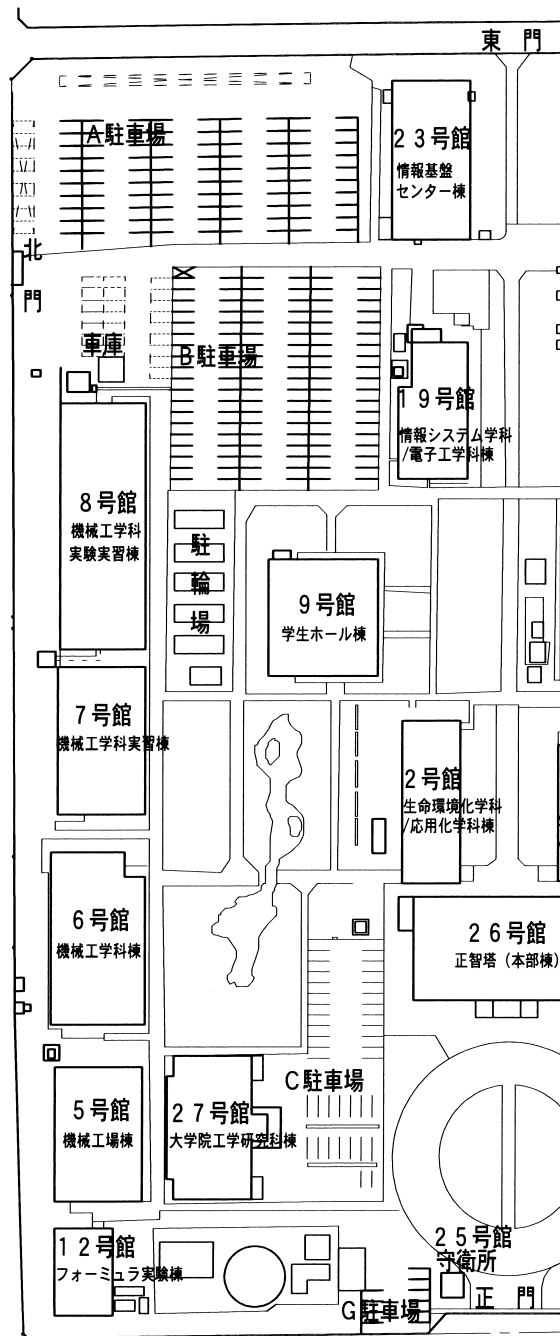 東 門
A駐車場
23号館
情報基盤
センター棟
北
門
車庫
B駐車場
19号館
情報システム学科
/電子工学科棟
8号館
機械工学科
実験実習棟
駐
輪
場
9号館
学生ホール棟
7号館
機械工学科実習棟
2号館
生命環境化学科
/応用化学科棟
6号館
機械工学科棟
26号館
正智塔（本部棟）
C駐車場
5号館
機械工場棟
27号館
大学院工学研究科棟
12号館
フォーミュラ実験棟
25号館
守衛所
正 門
G駐車場